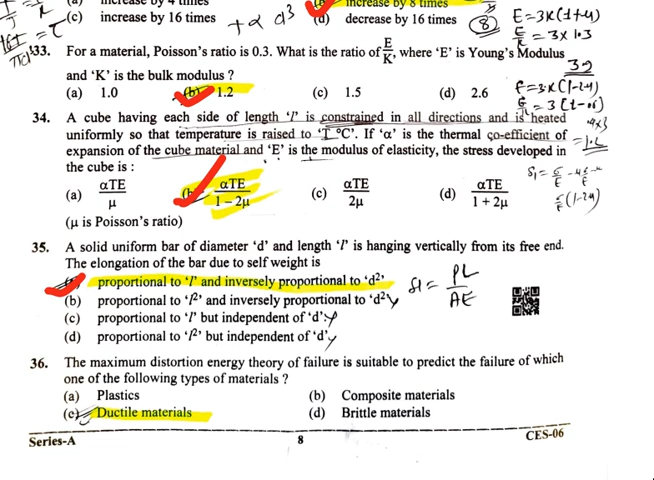 (a) increase by 4 times increase by 8 times
(c) increase by 16 times +α d³ (d) decrease by 16 times 8 E=3K(1+μ)
= 3 x 1.3
33. For a material, Poisson's ratio is 0.3. What is the ratio of E/K, where 'E' is Young's Modulus
and 'K' is the bulk modulus ?
(a) 1.0 (b) 1.2 (c) 1.5 (d) 2.6
34. A cube having each side of length 'l' is constrained in all directions and is heated
uniformly so that temperature is raised to 'T °C'. If 'α' is the thermal co-efficient of
expansion of the cube material and 'E' is the modulus of elasticity, the stress developed in
the cube is :
(a) αTE/μ (b) αTE/1 – 2μ (c) αTE/2μ (d) αTE/1 + 2μ
(μ is Poisson's ratio)
35. A solid uniform bar of diameter 'd' and length 'l' is hanging vertically from its free end.
The elongation of the bar due to self weight is
proportional to 'l' and inversely proportional to 'd²'
(b) proportional to 'l²' and inversely proportional to 'd²' δl = PL/AE
(c) proportional to 'l' but independent of 'd'
(d) proportional to 'l²' but independent of 'd'
36. The maximum distortion energy theory of failure is suitable to predict the failure of which
one of the following types of materials ?
(a) Plastics (b) Composite materials
(c) Ductile materials (d) Brittle materials
Series-A 8 CES-06